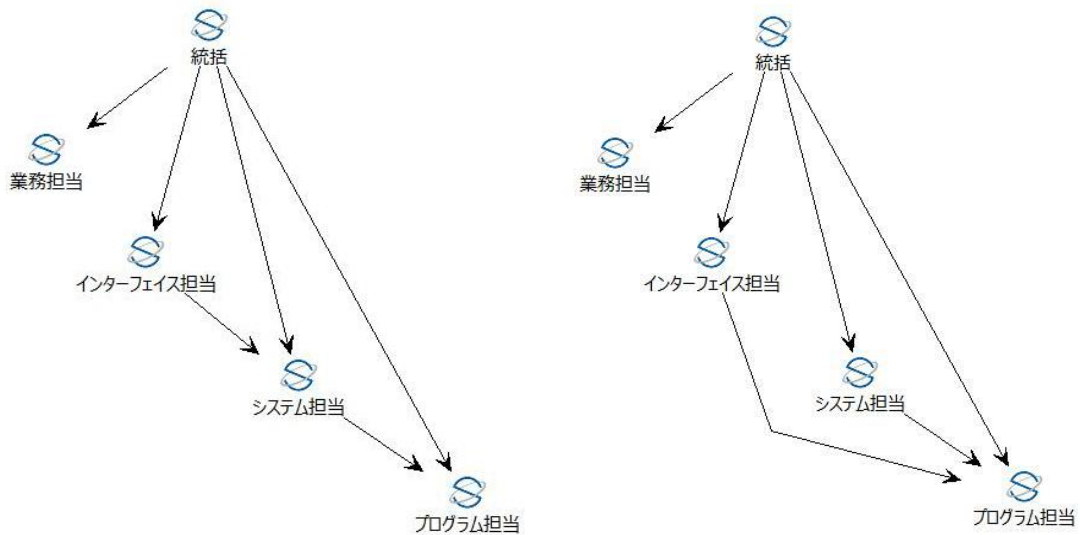 統括
業務担当
インターフェイス担当
システム担当
プログラム担当
統括
業務担当
インターフェイス担当
システム担当
プログラム担当